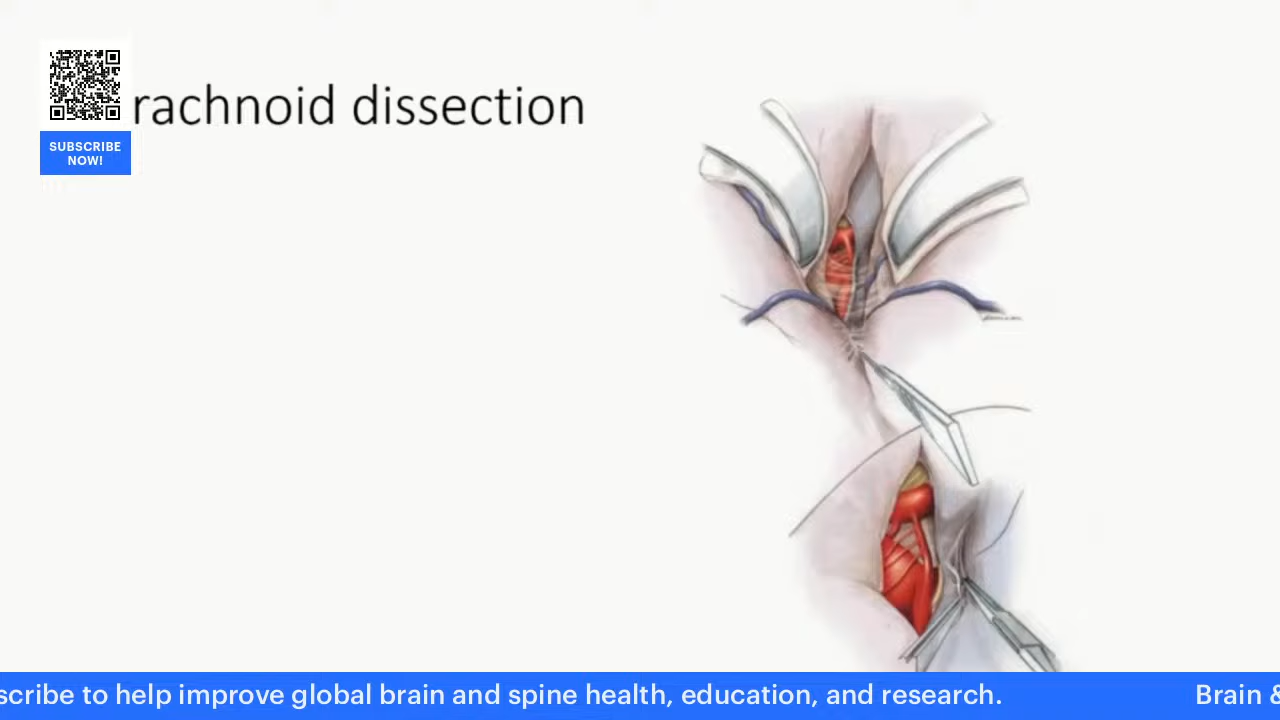 rachnoid dissection
SUBSCRIBE
NOW!
scribe to help improve global brain and spine health, education, and research.
Brain &